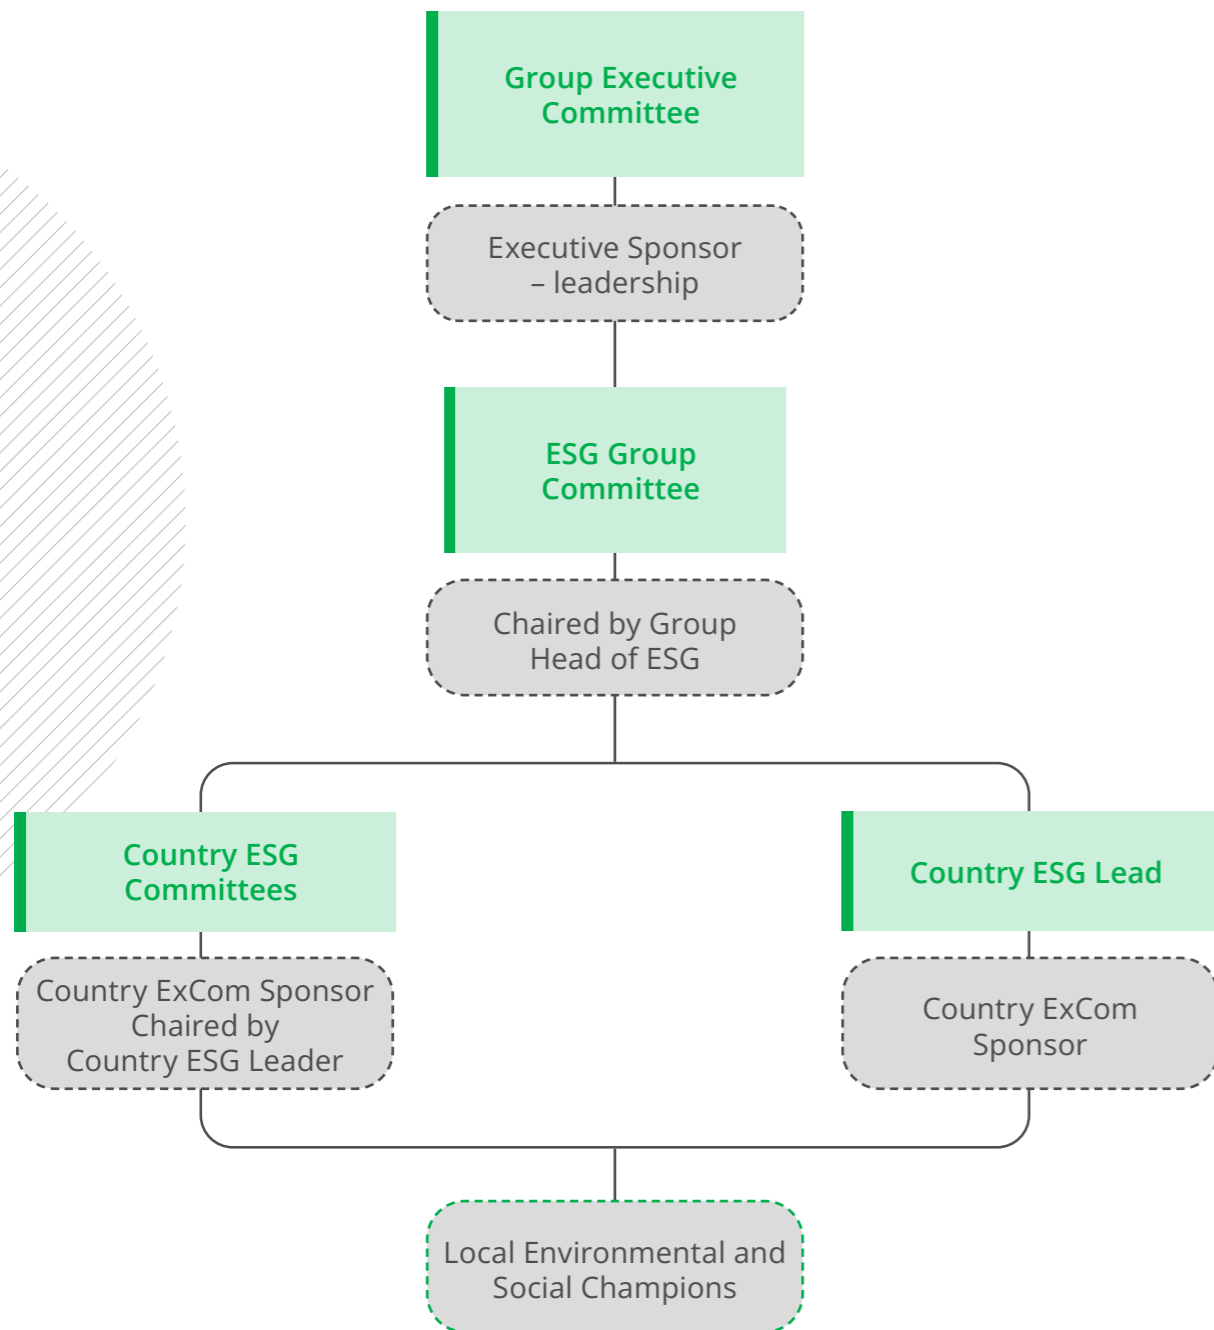 Group Executive
Committee
Executive Sponsor
– leadership
ESG Group
Committee
Chaired by Group
Head of ESG
Country ESG
Committees
Country ExCom Sponsor
Chaired by
Country ESG Leader
Country ESG Lead
Country ExCom
Sponsor
Local Environmental and
Social Champions